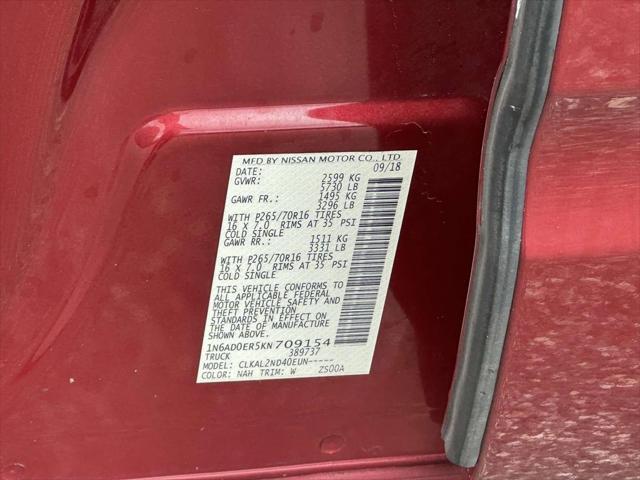 MFD BY NISSAN MOTOR CO., LTD.
DATE: 09/18
GVWR: 2599 KG
5730 LB
GAWR FR.: 1495 KG
3296 LB
WITH P265/70R16 TIRES
16 X 7.0 RIMS AT 35 PSI
COLD SINGLE
GAWR RR.: 1511 KG
3331 LB
WITH P265/70R16 TIRES
16 X 7.0 RIMS AT 35 PSI
COLD SINGLE
THIS VEHICLE CONFORMS TO
ALL APPLICABLE FEDERAL
MOTOR VEHICLE SAFETY AND
THEFT PREVENTION
STANDARDS IN EFFECT ON
THE DATE OF MANUFACTURE
SHOWN ABOVE.
1N6AD0ER5KN709154
TRUCK 389737
MODEL: CLKAL2ND40EUN-----
COLOR: NAH TRIM: W ZS00A